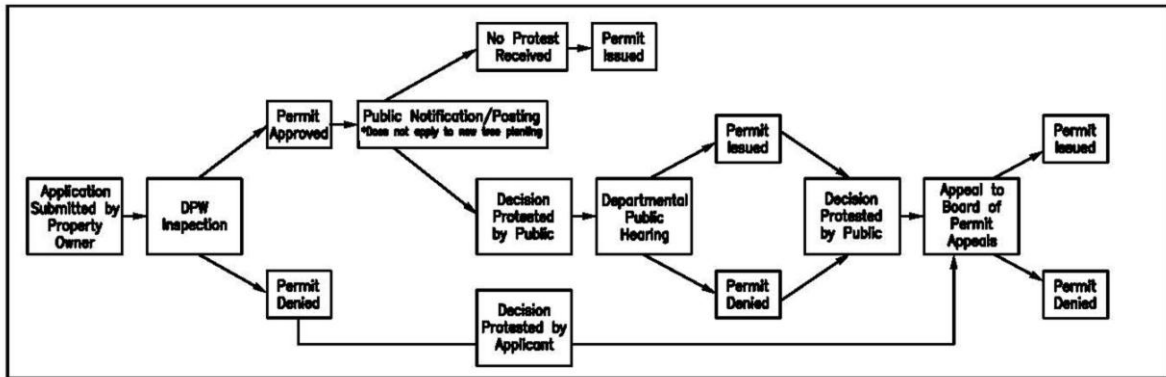 No Protest
Received
Permit
Issued
Permit
Approved
Public Notification/Posting
*Does not apply to new tree planting
Permit
Issued
Permit
Issued
Application
Submitted by
Property
Owner
DPW
Inspection
Decision
Protested
by Public
Departmental
Public
Hearing
Decision
Protested
by Public
Appeal to
Board of
Permit
Appeals
Permit
Denied
Permit
Denied
Permit
Denied
Decision
Protested by
Applicant